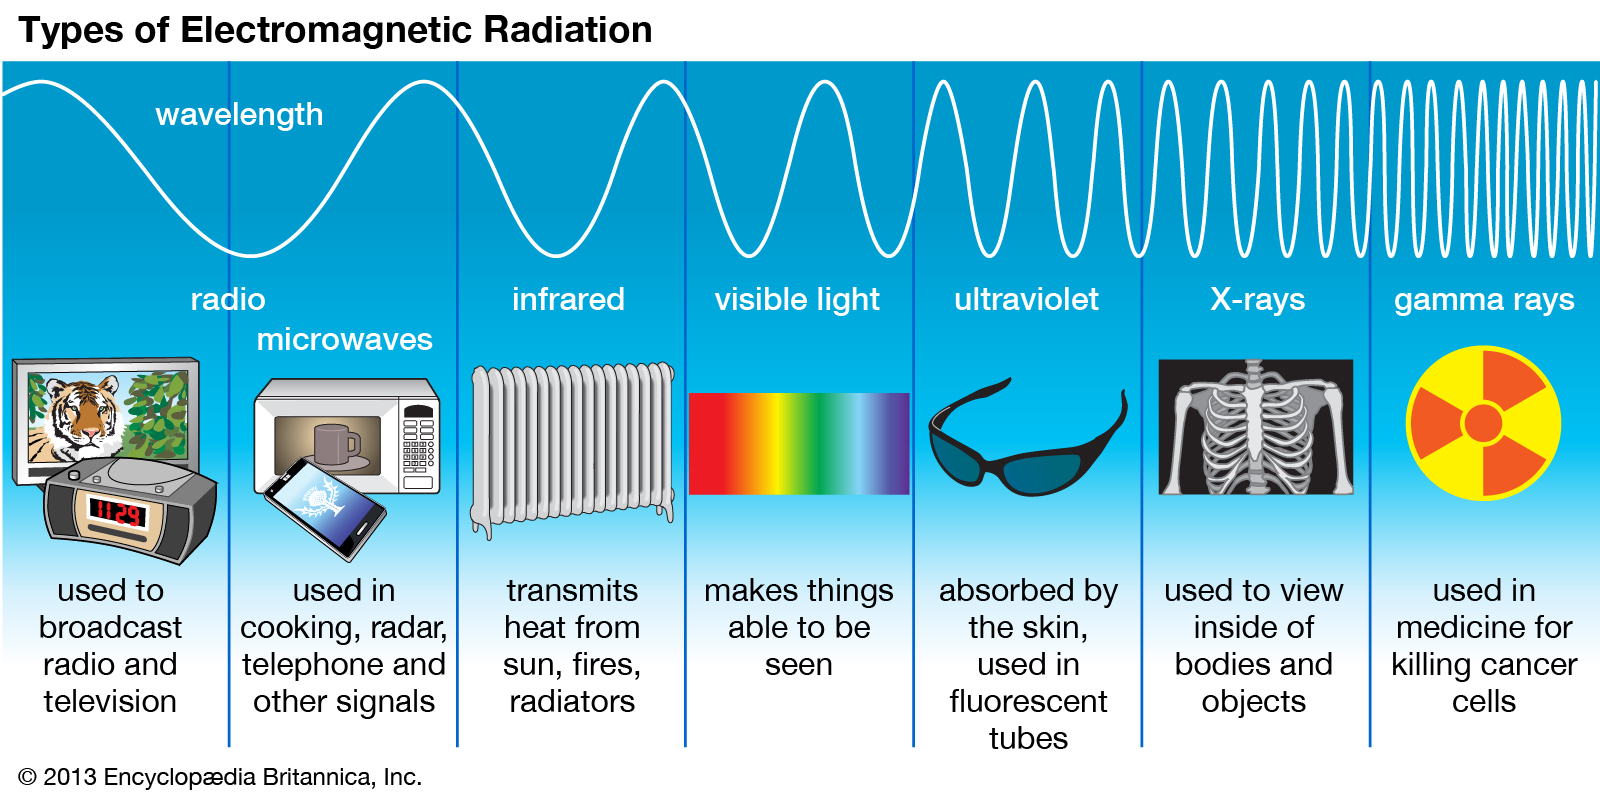 Types of Electromagnetic Radiation
wavelength
radio
microwaves
infrared
visible light
ultraviolet
X-rays
gamma rays
11:29
used to
broadcast
radio and
television
used in
cooking, radar,
telephone and
other signals
transmits
heat from
sun, fires,
radiators
makes things
able to be
seen
absorbed by
the skin,
used in
fluorescent
tubes
used to view
inside of
bodies and
objects
used in
medicine for
killing cancer
cells
© 2013 Encyclopædia Britannica, Inc.